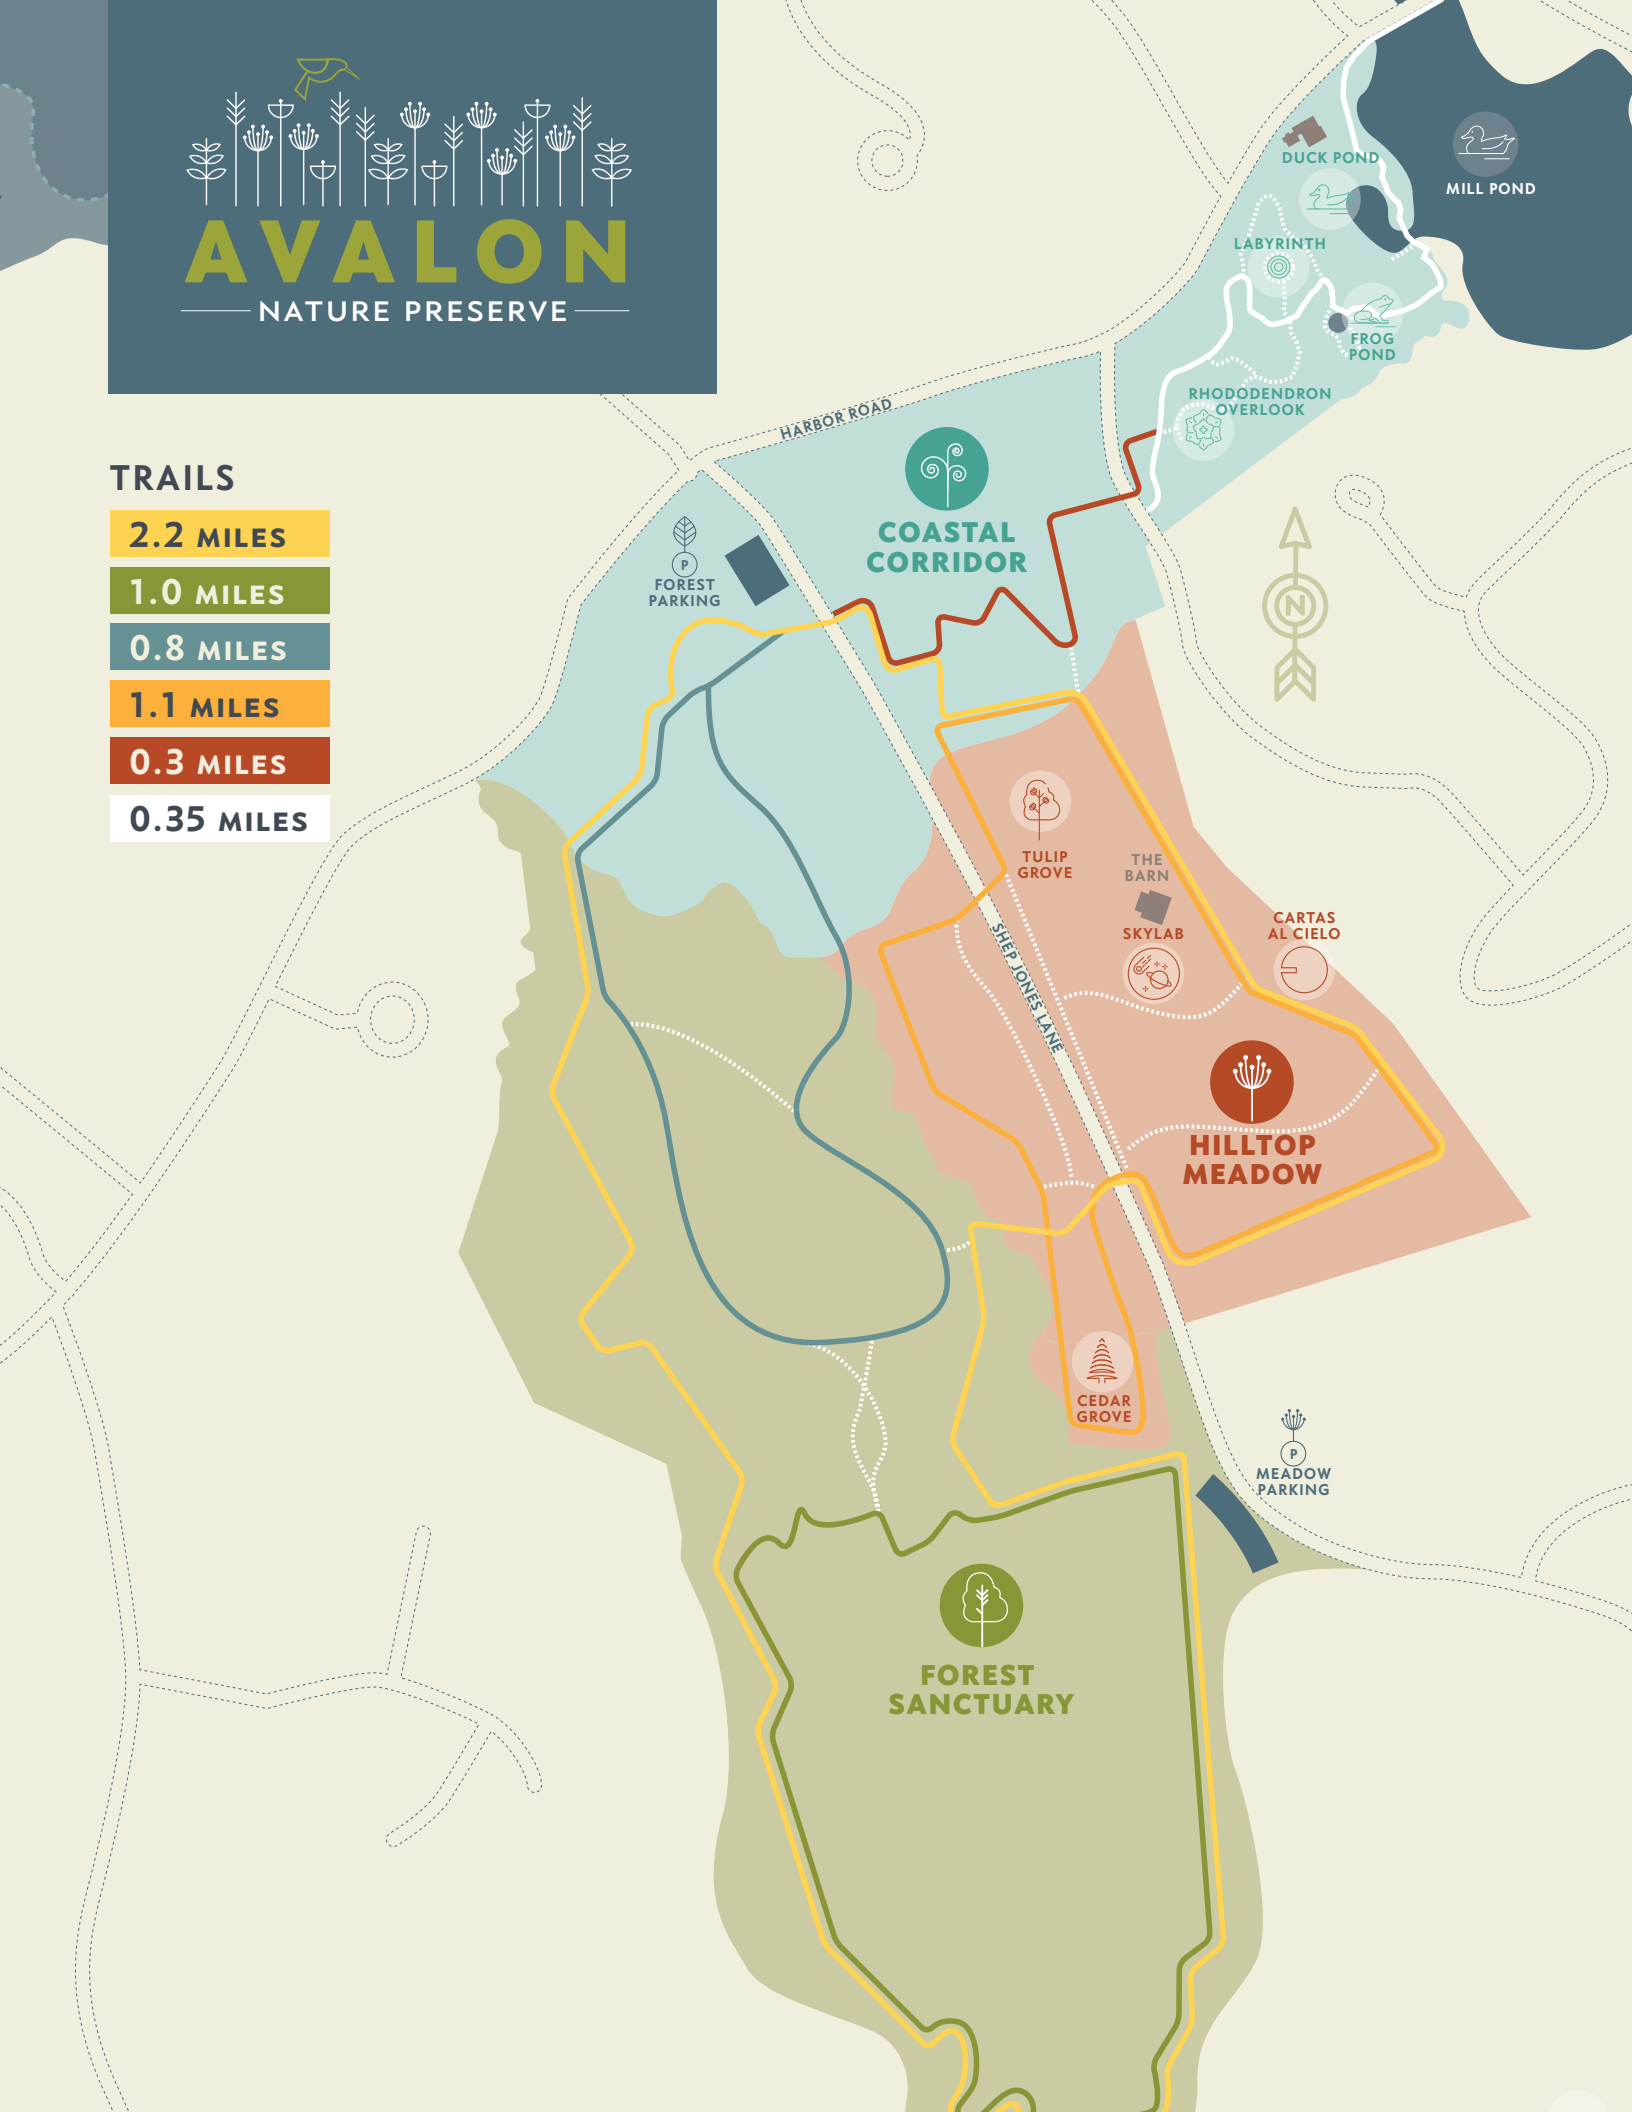 AVALON
NATURE PRESERVE
TRAILS
2.2 MILES
1.0 MILES
0.8 MILES
1.1 MILES
0.3 MILES
0.35 MILES
DUCK POND
MILL POND
LABYRINTH
FROG
POND
RHODODENDRON
OVERLOOK
HARBOR ROAD
COASTAL
CORRIDOR
P
FOREST
PARKING
N
TULIP
GROVE
THE
BARN
SKYLAB
CARTAS
AL CIELO
SHEP JONES LANE
HILLTOP
MEADOW
CEDAR
GROVE
P
MEADOW
PARKING
FOREST
SANCTUARY